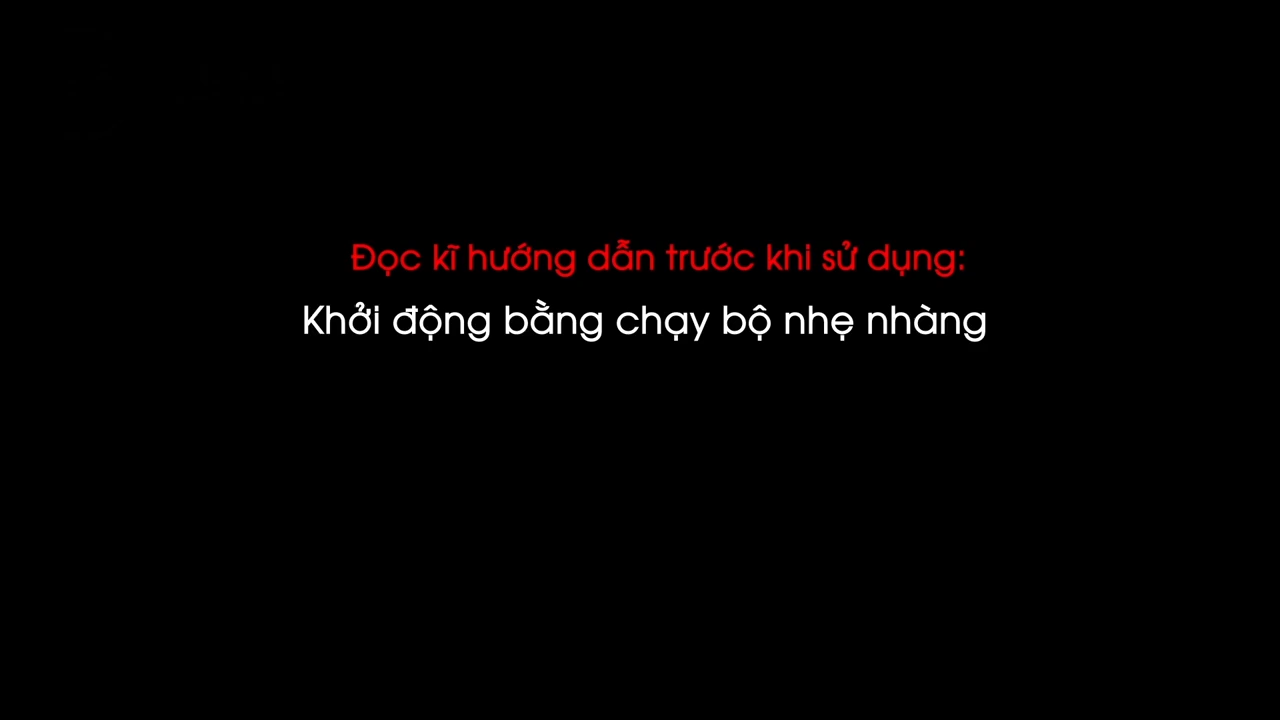 Đọc kĩ hướng dẫn trước khi sử dụng:
Khởi động bằng chạy bộ nhẹ nhàng